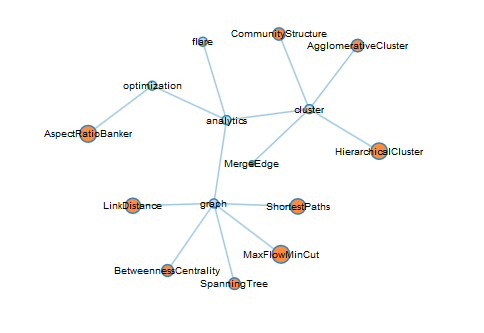 CommunityStructure
flare
AgglomerativeCluster
optimization
cluster
analytics
AspectRatioBanker
HierarchicalCluster
MergeEdge
LinkDistance
graph
ShortestPaths
MaxFlowMinCut
BetweennessCentrality
SpanningTree